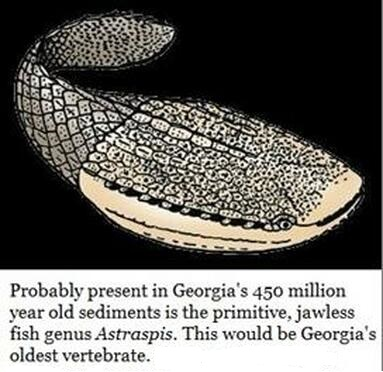 Probably present in Georgia's 450 million
year old sediments is the primitive, jawless
fish genus Astraspis. This would be Georgia's
oldest vertebrate.